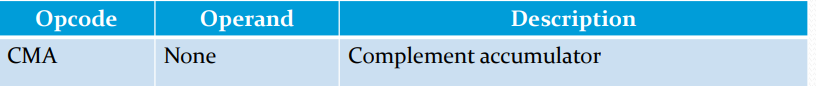 Opcode Operand Description
CMA None Complement accumulator